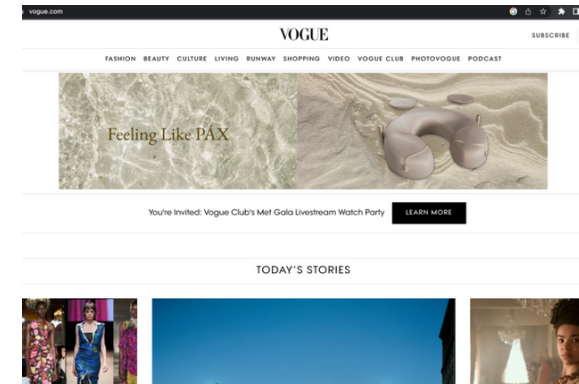 vogue.com
VOGUE
SUBSCRIBE
FASHION BEAUTY CULTURE LIVING RUNWAY SHOPPING VIDEO VOGUE CLUB PHOTOVOGUE PODCAST
Feeling Like PÁX
You're Invited: Vogue Club's Met Gala Livestream Watch Party LEARN MORE
TODAY'S STORIES